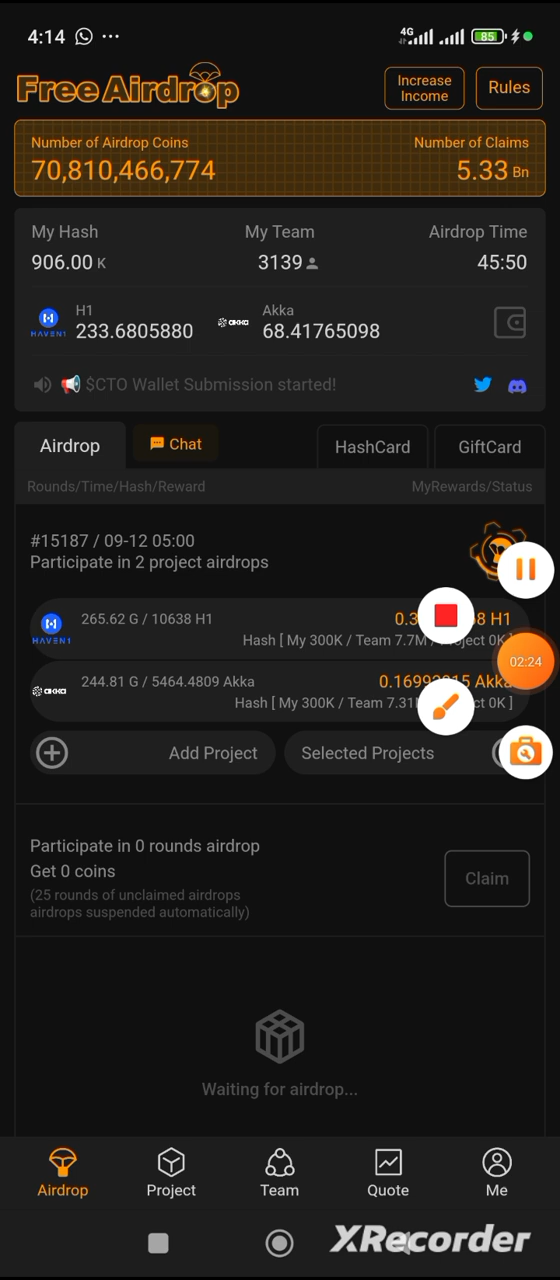 4:14
4G
85
Free Airdrop
Increase Income
Rules
Number of Airdrop Coins
Number of Claims
70,810,466,774
5.33 Bn
My Hash
My Team
Airdrop Time
906.00 K
3139
45:50
H1
Akka
HAVEN1
233.6805880
akka
68.41765098
📢 $CTO Wallet Submission started!
Airdrop
Chat
HashCard
GiftCard
Rounds/Time/Hash/Reward
MyRewards/Status
#15187 / 09-12 05:00
Participate in 2 project airdrops
265.62 G / 10638 H1
H1
HAVEN1
Hash [ My 300K / Team 7.7M
0K ]
02:24
244.81 G / 5464.4809 Akka
Akka
akka
Hash [ My 300K / Team 7.31
0K ]
Add Project
Selected Projects
Participate in 0 rounds airdrop
Get 0 coins
Claim
(25 rounds of unclaimed airdrops
airdrops suspended automatically)
Waiting for airdrop...
Airdrop
Project
Team
Quote
Me
XRecorder